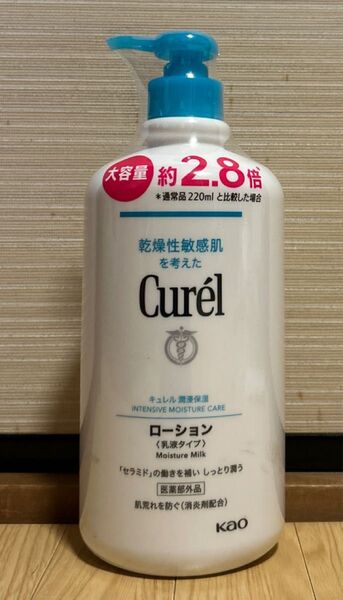 大容量 約2.8倍
*通常品220mlと比較した場合
乾燥性敏感肌
を考えた
Curél
キュレル 潤浸保湿
INTENSIVE MOISTURE CARE
ローション
〈乳液タイプ〉
Moisture Milk
「セラミド」の働きを補い しっとり潤う
医薬部外品
肌荒れを防ぐ(消炎剤配合)
Kao